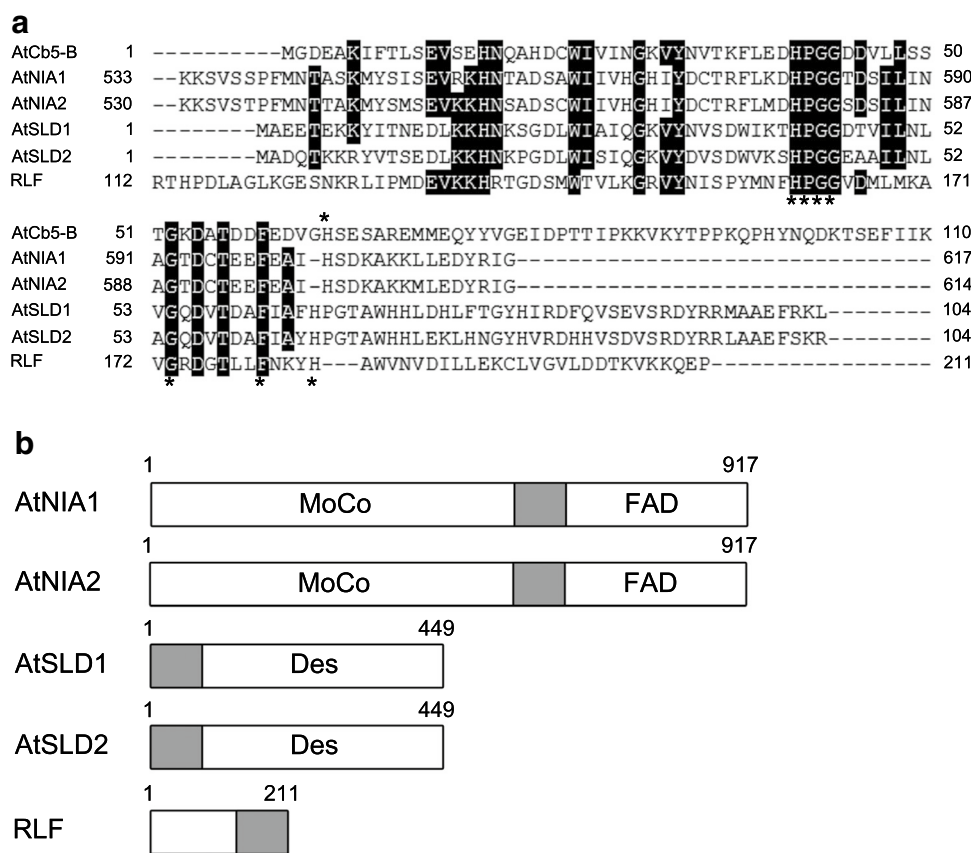 a
AtCb5-B 1 ----------MGDEAKIFTLSEVSEHNQAHDCWIVINGKVYNVTKFLEDHPGGDDVLLSS 50
AtNIA1 533 --KKSVSSPFMNTASKMYSISEVRKHNTADSAWIIVHGHIYDCTRFLKDHPGGTDSILIN 590
AtNIA2 530 --KKSVSTPFMNTTAKMYSMSEVKKHNSADSCWIIVHGHIYDCTRFLMDHPGGSDSILIN 587
AtSLD1 1 --------MAEETEKKYITNEDLKKHNKSGDLWIAIQGKVYNVSDWIKTHPGGDTVILNL 52
AtSLD2 1 --------MADQTKKRYVTSEDLKKHNKPGDLWISIQGKVYDVSDWVKSHPGGEAAILNL 52
RLF 112 RTHPDLAGLKGESNKRLIPMDEVKKHRTGDSMWTVLKGRVYNISPYMNFHPGGVDMLMKA 171
****
*
AtCb5-B 51 TGKDATDDFEDVGHSESAREMMEQYYVGEIDPTTIPKKVKYTPPKQPHYNQDKTSEFIIK 110
AtNIA1 591 AGTDCTEEFEAI-HSDKAKKLLEDYRIG-------------------------------- 617
AtNIA2 588 AGTDCTEEFEAI-HSDKAKKMLEDYRIG-------------------------------- 614
AtSLD1 53 VGQDVTDAFIAFHPGTAWHHLDHLFTGYHIRDFQVSEVSRDYRRMAAEFRKL-------- 104
AtSLD2 53 AGQDVTDAFIAYHPGTAWHHLEKLHNGYHVRDHHVSDVSRDYRRLAAEFSKR-------- 104
RLF 172 VGRDGTLLFNKYH---AWVNVDILLEKCLVGVLDDTKVKKQEP----------------- 211
* * *
b
1 917
AtNIA1 MoCo FAD
1 917
AtNIA2 MoCo FAD
1 449
AtSLD1 Des
1 449
AtSLD2 Des
1 211
RLF